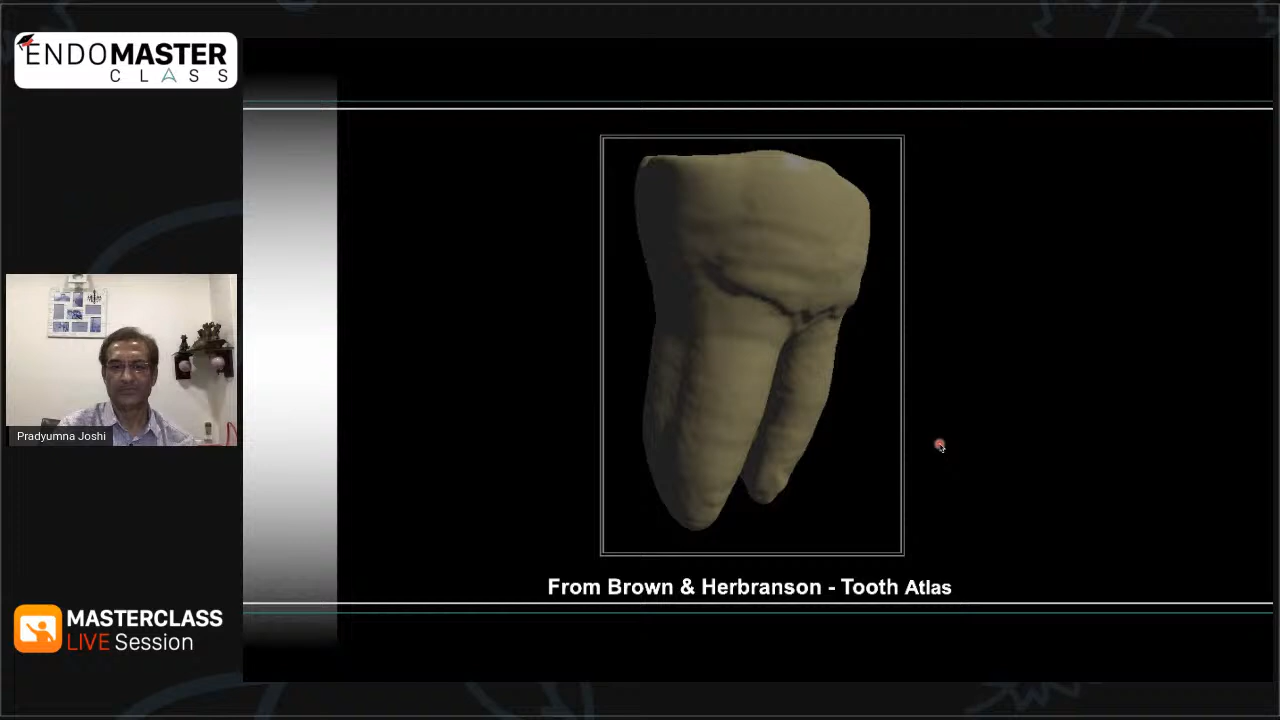 ENDOMASTER
CLASS
Pradyumna Joshi
From Brown & Herbranson - Tooth Atlas
MASTERCLASS
LIVE Session